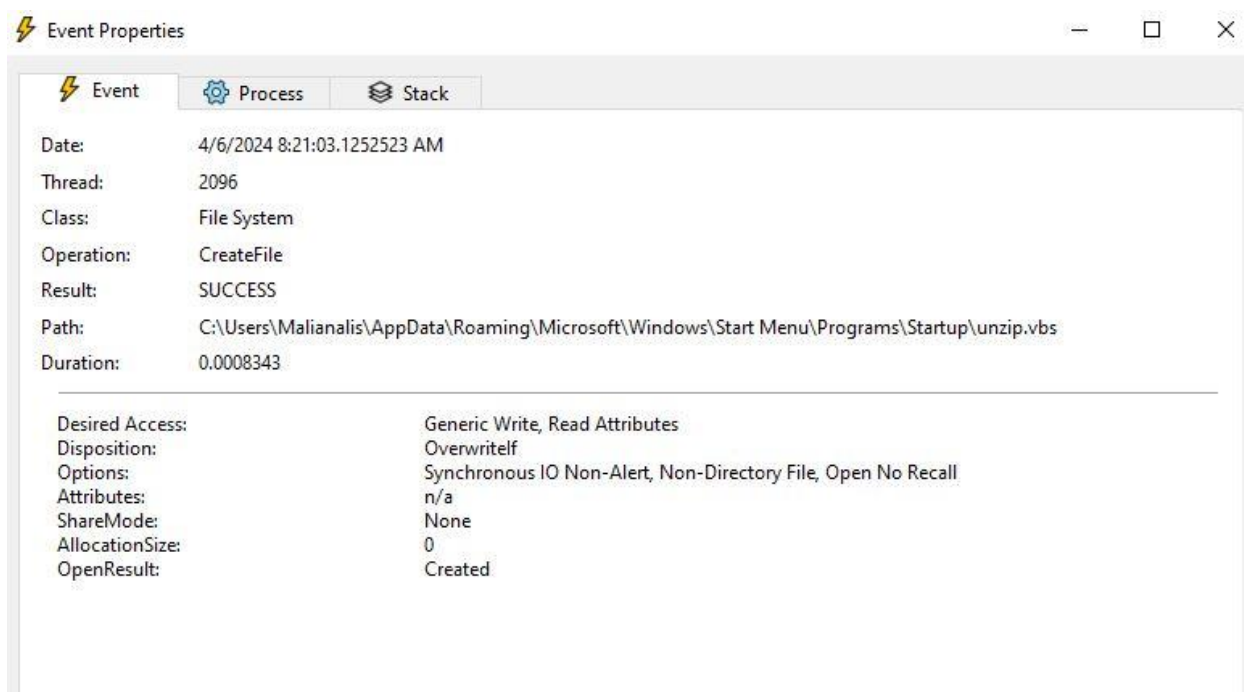 Event Properties
Event Process Stack
Date: 4/6/2024 8:21:03.1252523 AM
Thread: 2096
Class: File System
Operation: CreateFile
Result: SUCCESS
Path: C:\Users\Malianalis\AppData\Roaming\Microsoft\Windows\Start Menu\Programs\Startup\unzip.vbs
Duration: 0.0008343
Desired Access: Generic Write, Read Attributes
Disposition: OverwriteIf
Options: Synchronous IO Non-Alert, Non-Directory File, Open No Recall
Attributes: n/a
ShareMode: None
AllocationSize: 0
OpenResult: Created